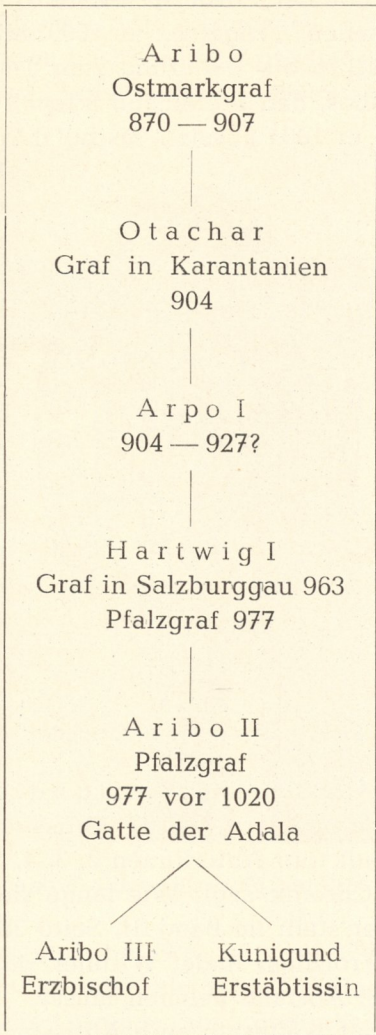 Aribo
Ostmarkgraf
870 — 907
Otachar
Graf in Karantanien
904
Arpo I
904 — 927?
Hartwig I
Graf in Salzburggau 963
Pfalzgraf 977
Aribo II
Pfalzgraf
977 vor 1020
Gatte der Adala
Aribo III Kunigund
Erzbischof Erstäbtissin